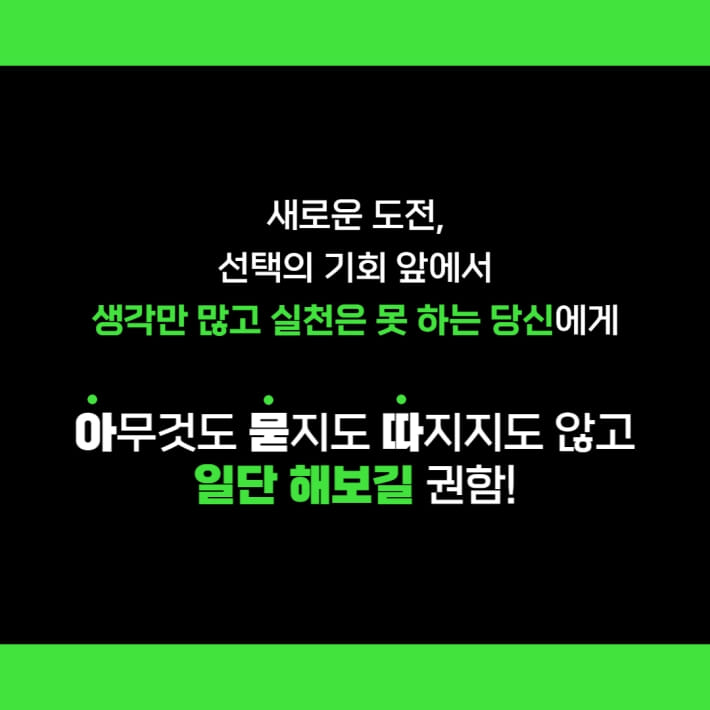 새로운 도전,
선택의 기회 앞에서
생각만 많고 실천은 못 하는 당신에게
아무것도 묻지도 따지지도 않고
일단 해보길 권함!